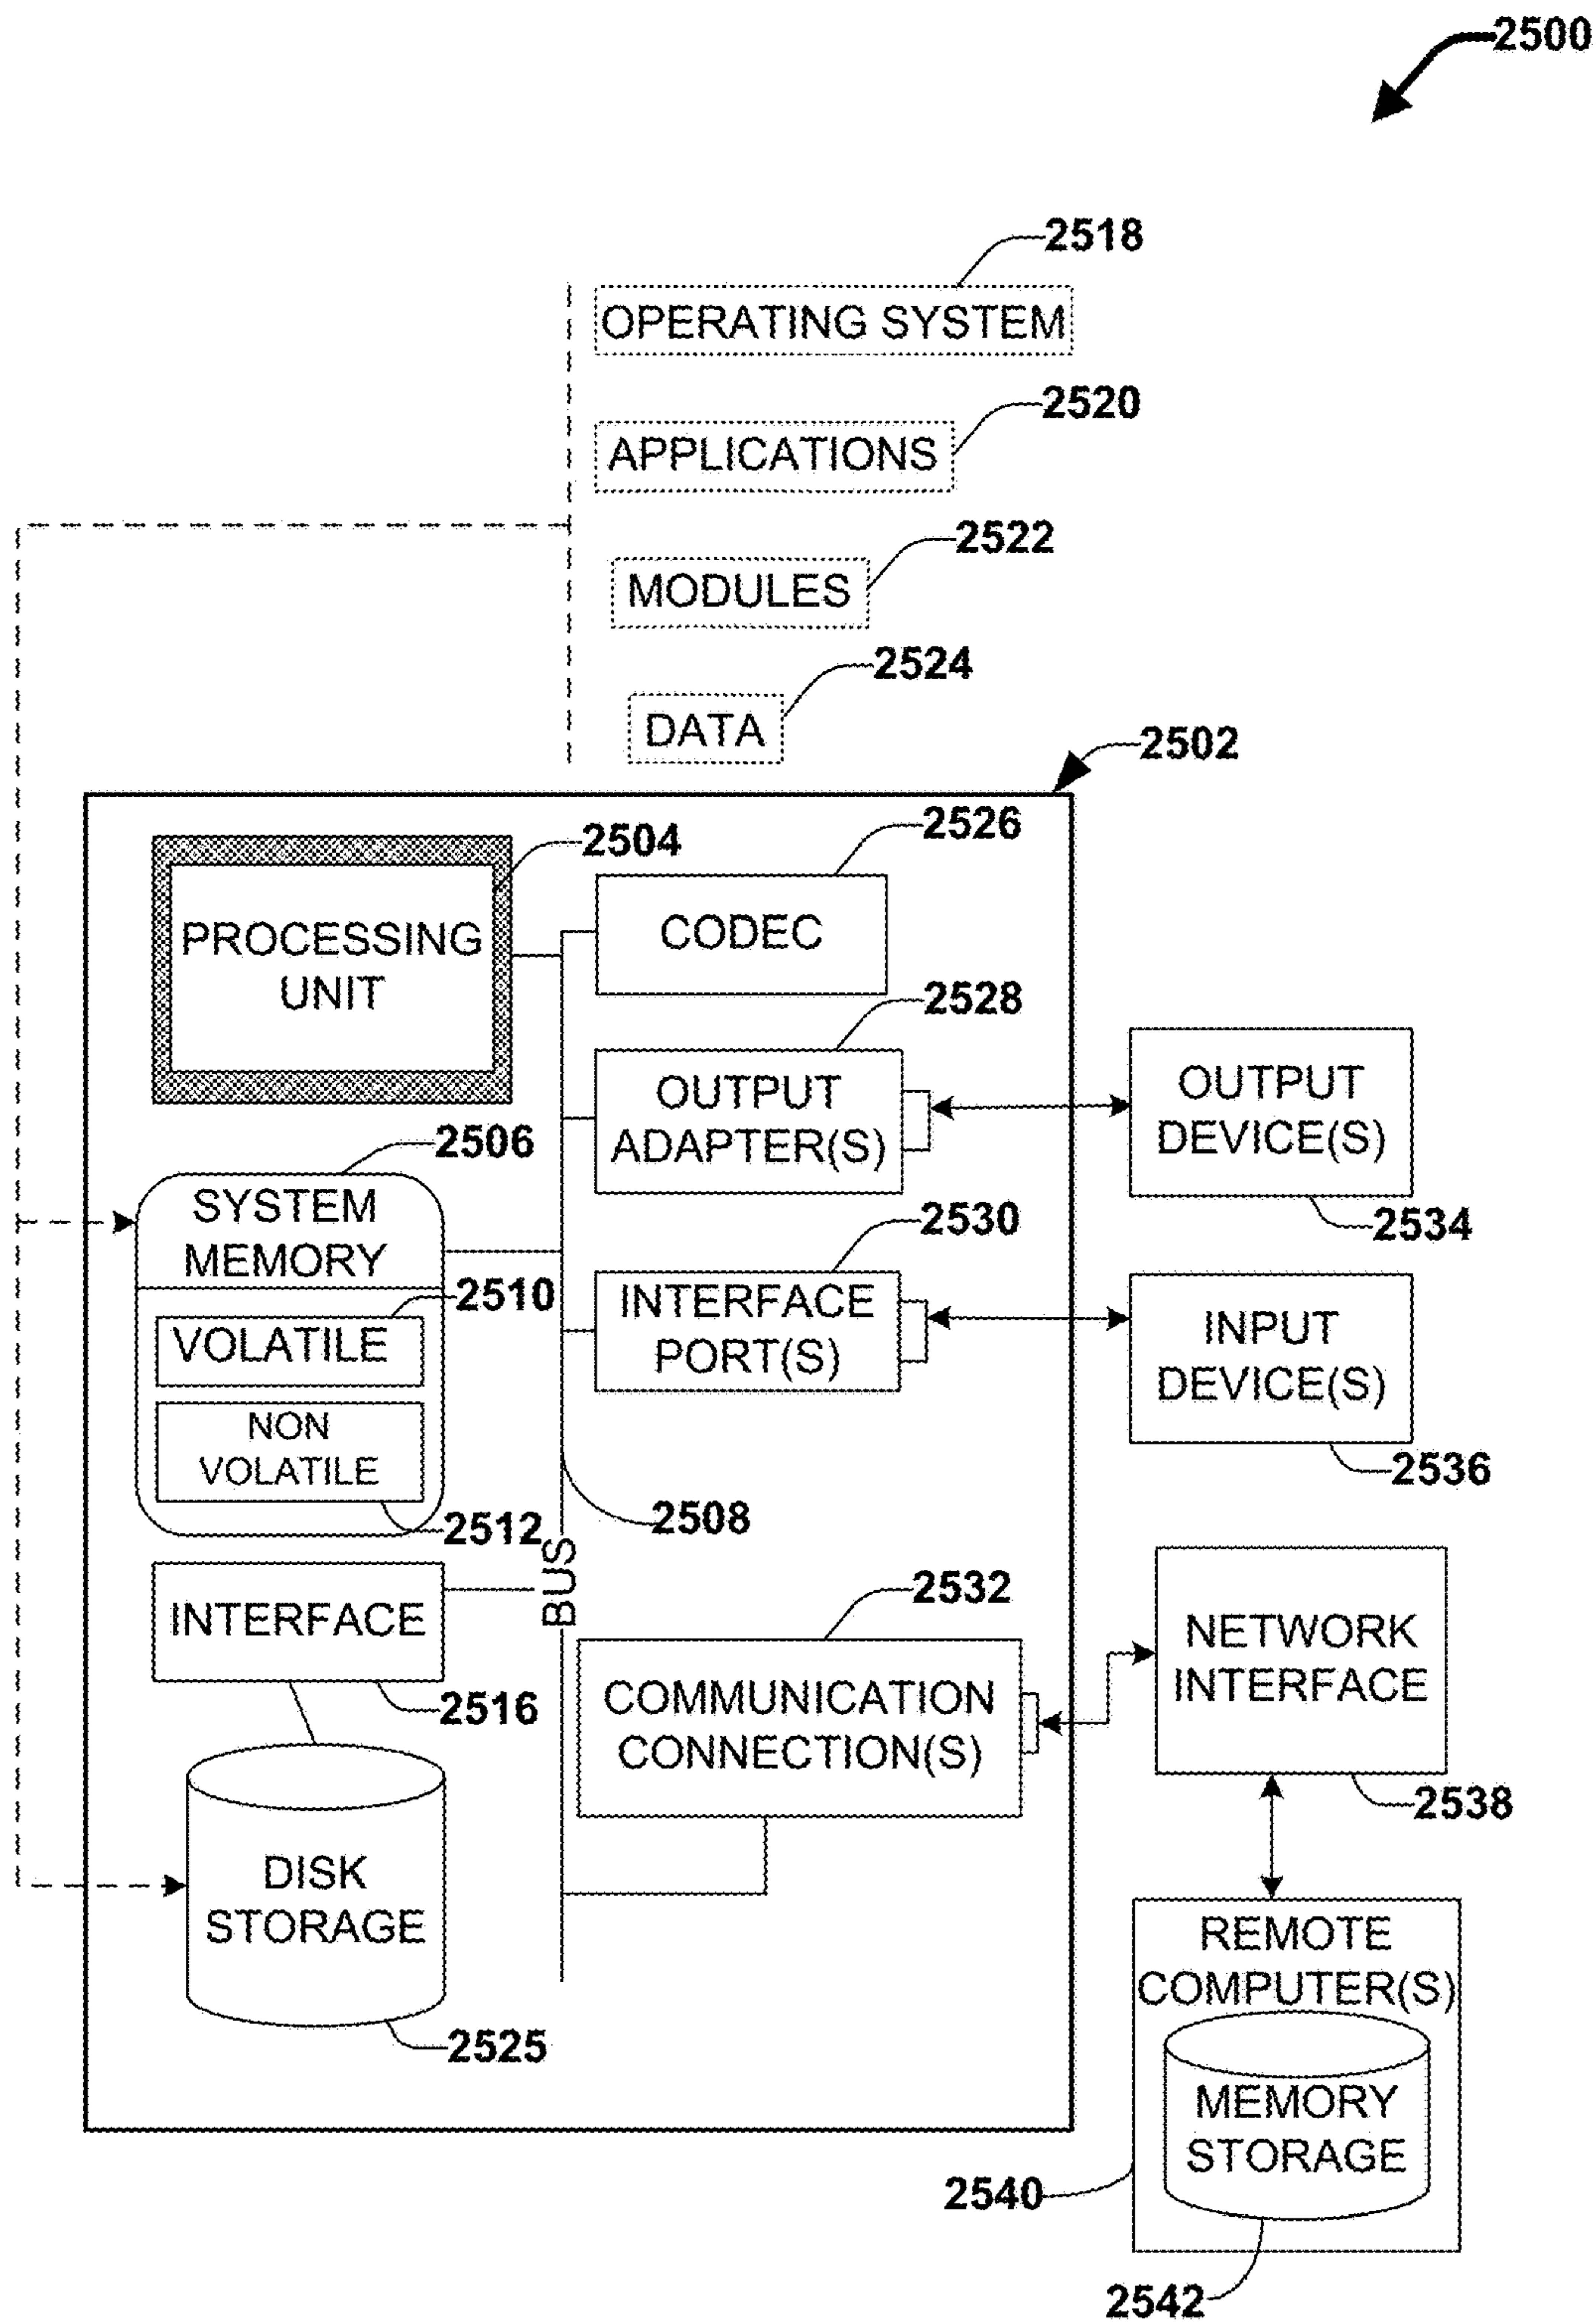 2500
2518
OPERATING SYSTEM
2520
APPLICATIONS
2522
MODULES
2524
DATA
2502
2504
PROCESSING
UNIT
2526
CODEC
2528
OUTPUT
ADAPTER(S)
OUTPUT
DEVICE(S)
2534
2506
SYSTEM
MEMORY
2510
VOLATILE
NON
VOLATILE
2512
2530
INTERFACE
PORT(S)
INPUT
DEVICE(S)
2536
2508
BUS
INTERFACE
2516
2532
COMMUNICATION
CONNECTION(S)
NETWORK
INTERFACE
2538
DISK
STORAGE
2525
REMOTE
COMPUTER(S)
MEMORY
STORAGE
2540
2542